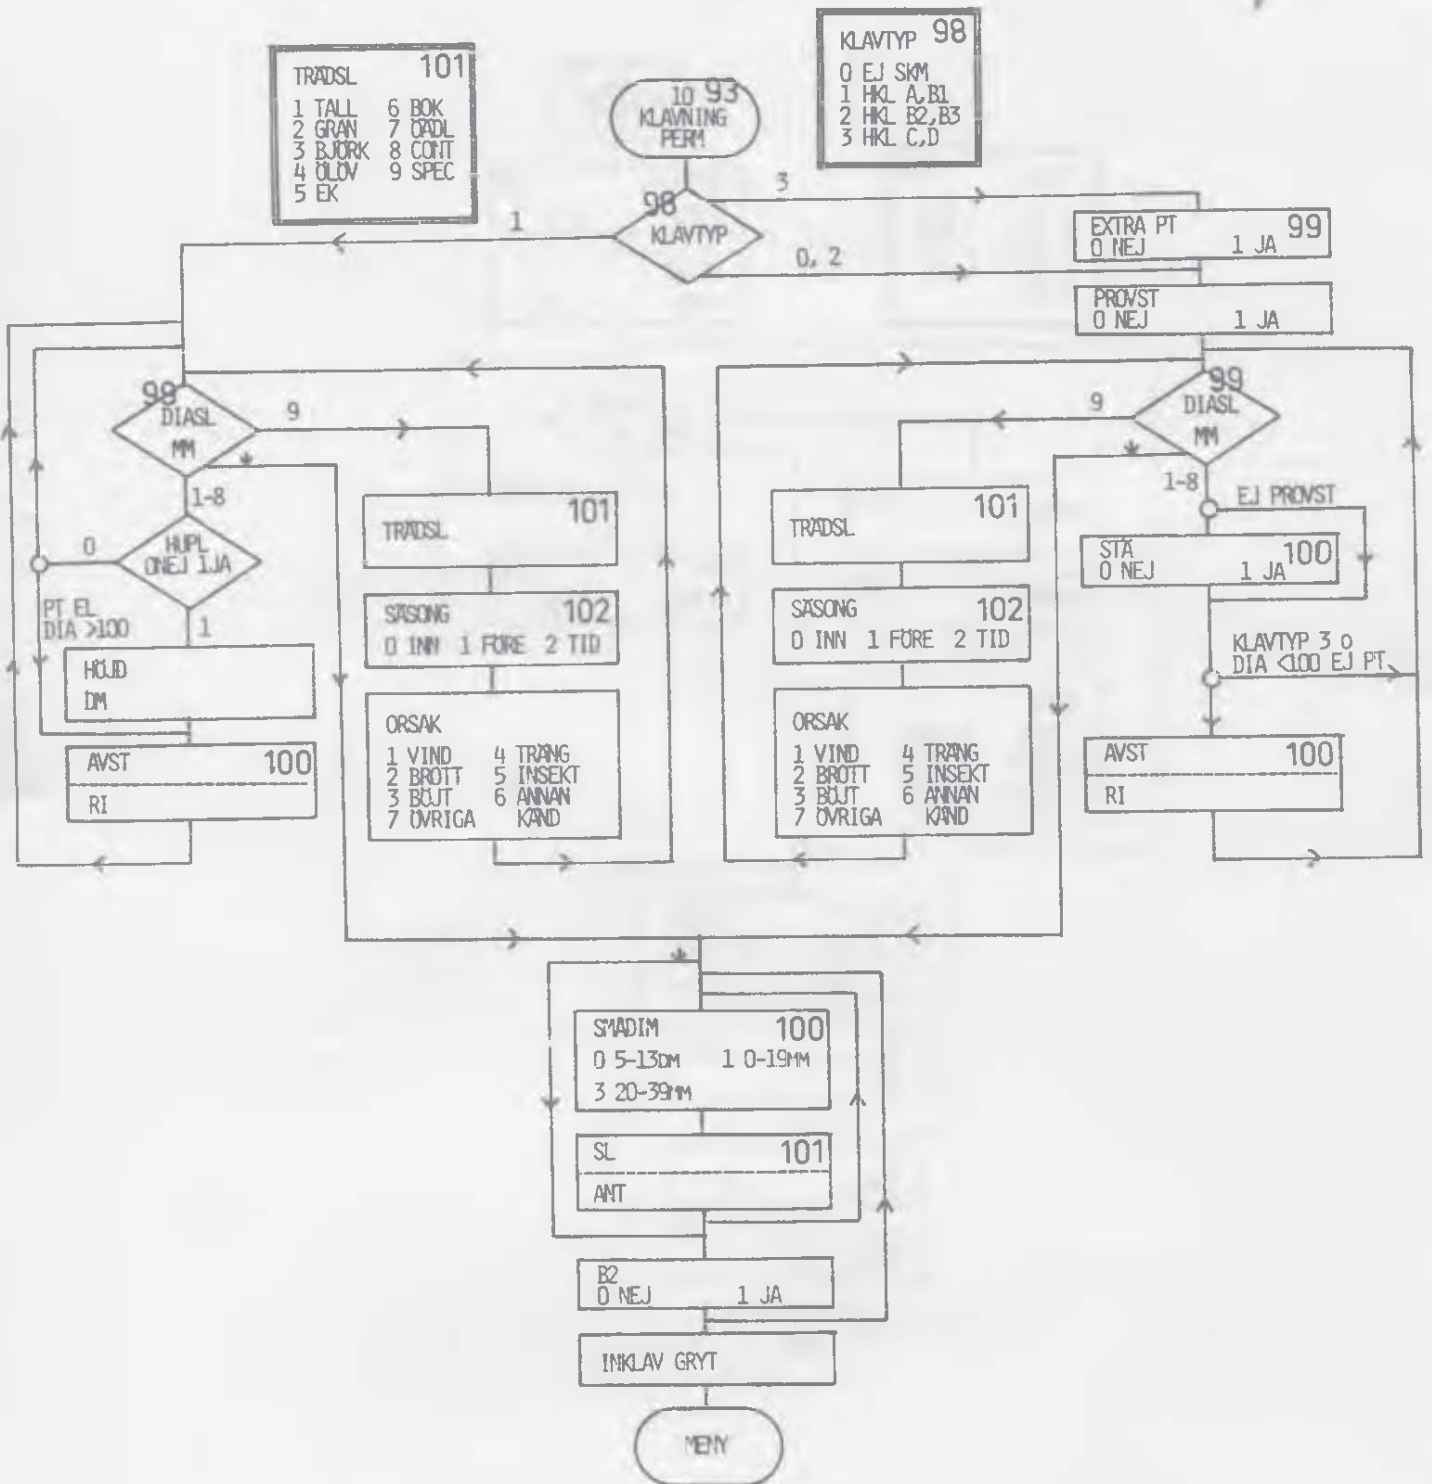 TRÄDSL 101
1 TALL 6 BOK
2 GRAN 7 ÖÄDL
3 BJÖRK 8 CONT
4 ÖLÖV 9 SPEC
5 EK
KLAVTYP 98
0 EJ SKM
1 HKL A,B1
2 HKL B2,B3
3 HKL C,D
10 93
KLAVNING
PERM
98
KLAVTYP
1
3
0, 2
EXTRA PT 99
0 NEJ 1 JA
PROVST
0 NEJ 1 JA
99
DIASL
MM
9
1-8
HUPL
0NEJ 1JA
0
1
PT EL
DIA >100
HÖJD
DM
AVST 100
RI
TRÄDSL 101
SÄSONG 102
0 INN 1 FÖRE 2 TID
ORSAK
1 VIND 4 TRÄNG
2 BROTT 5 INSEKT
3 BÖJT 6 ANNAN
7 ÖVRIGA KÄND
99
DIASL
MM
9
1-8
EJ PROVST
TRÄDSL 101
SÄSONG 102
0 INN 1 FÖRE 2 TID
ORSAK
1 VIND 4 TRÄNG
2 BROTT 5 INSEKT
3 BÖJT 6 ANNAN
7 ÖVRIGA KÄND
STA 100
0 NEJ 1 JA
KLAVTYP 3 o
DIA <100 EJ PT
AVST 100
RI
SMÅDIM 100
0 5-13DM 1 0-19MM
3 20-39MM
SL 101
ANT
B2
0 NEJ 1 JA
INKLAV GRYT
MENY